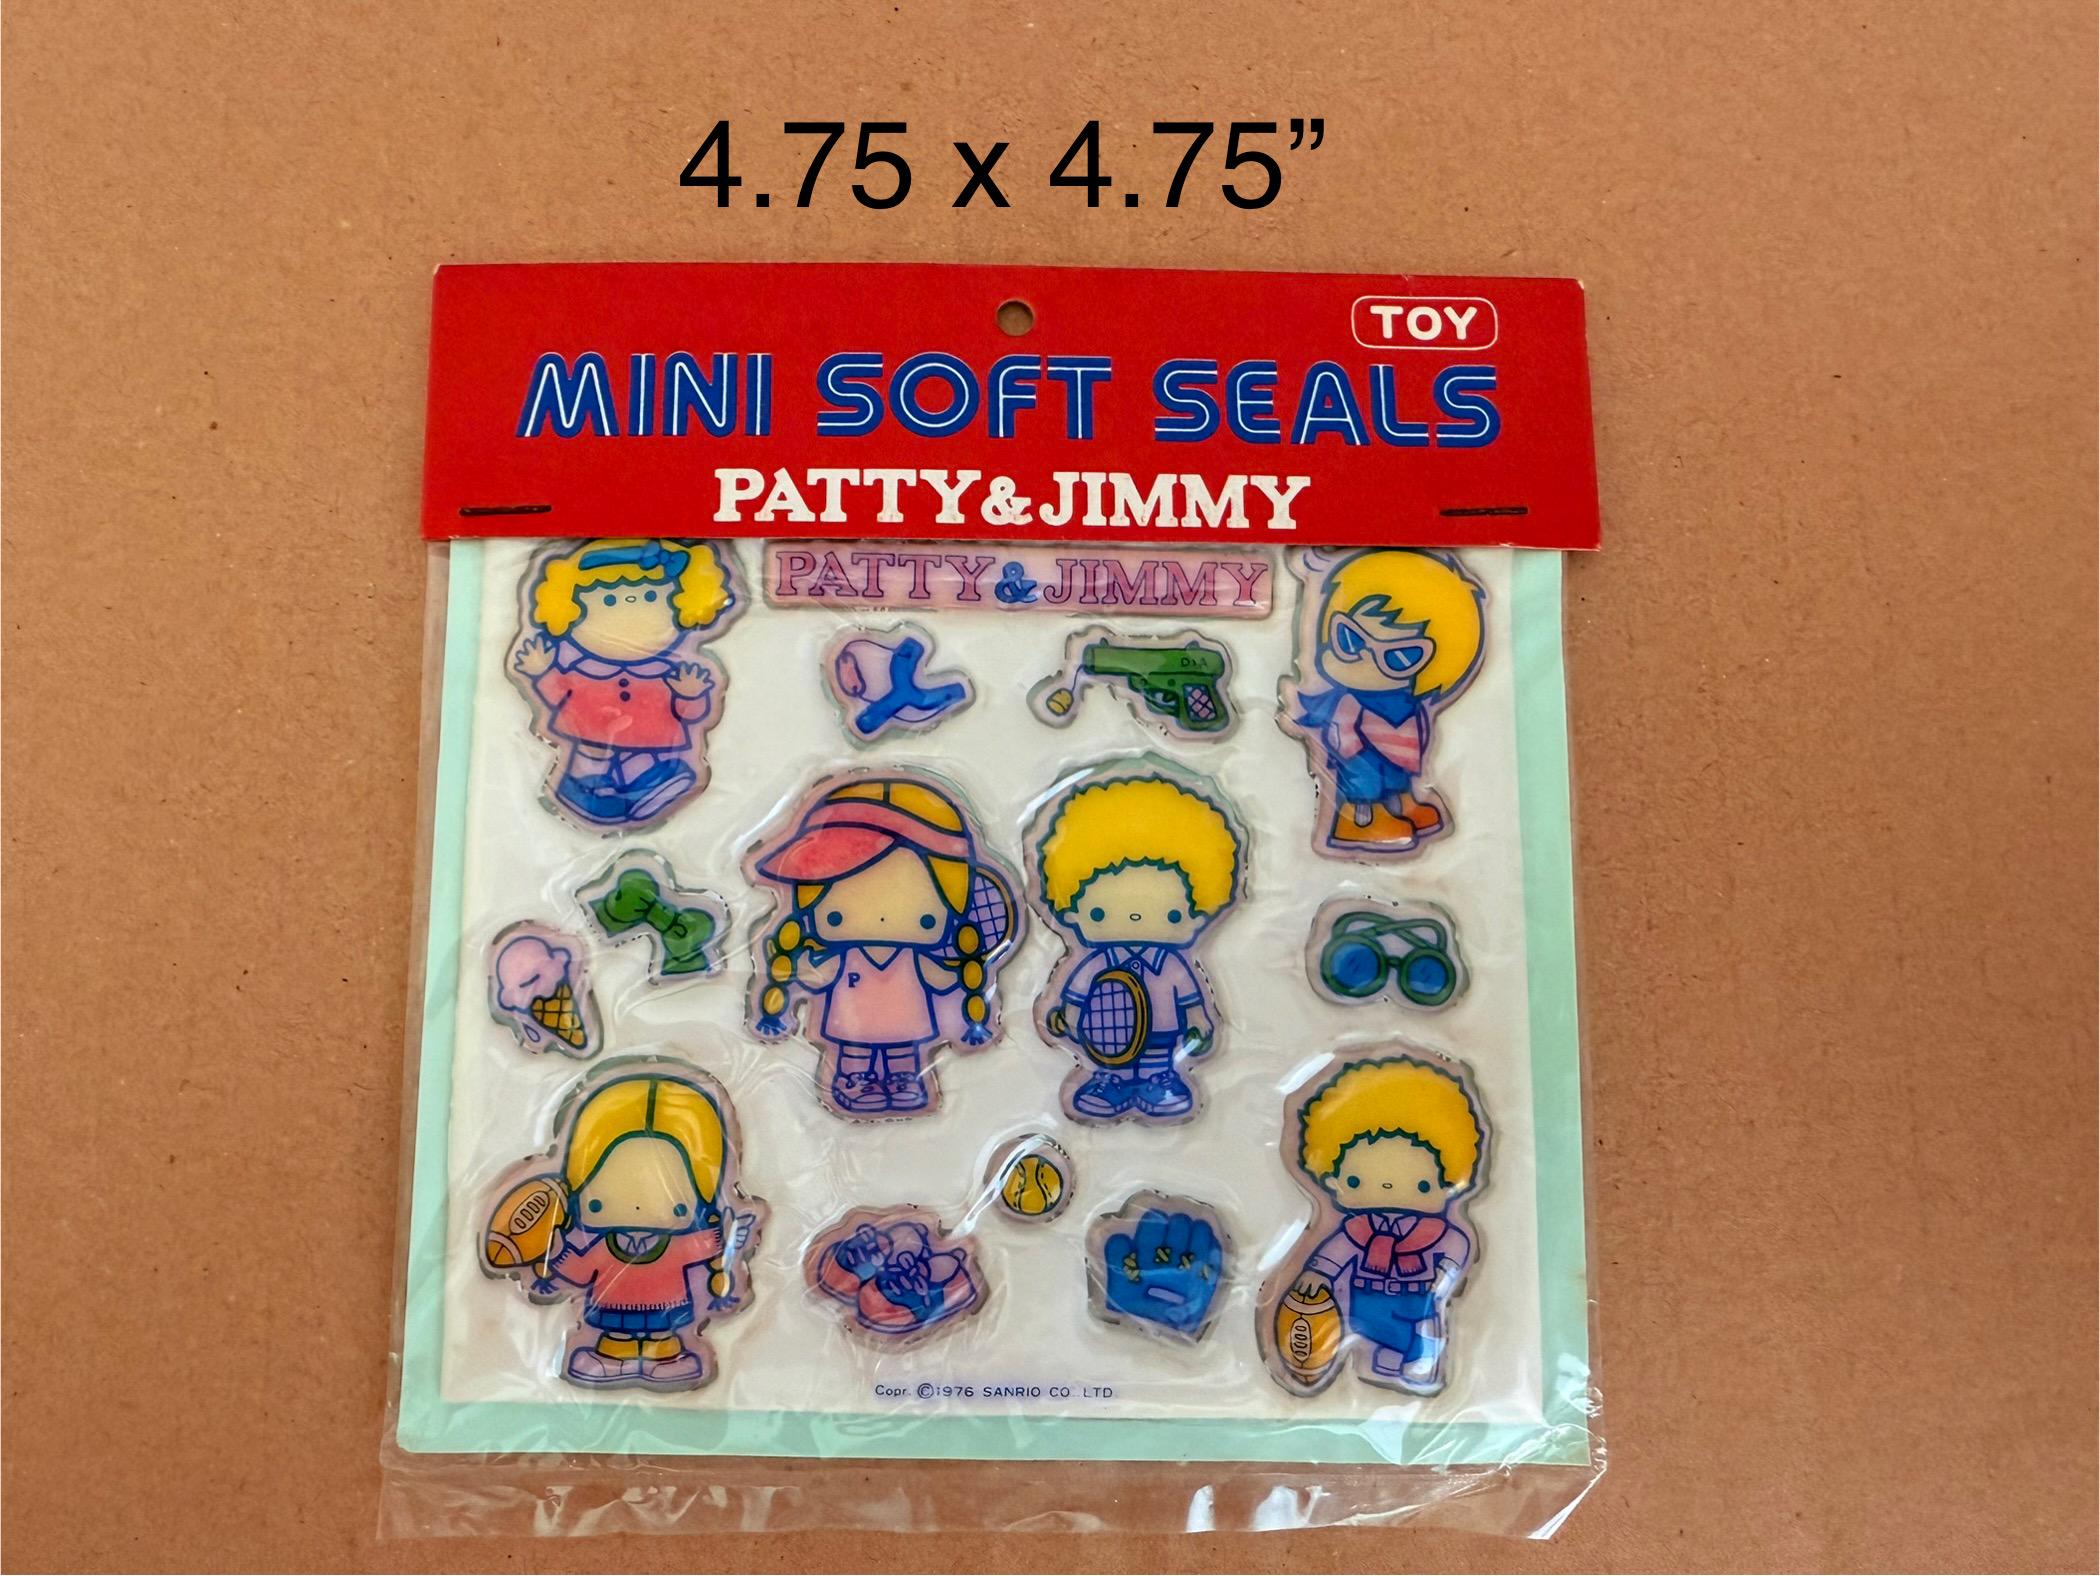 4.75 x 4.75”
TOY
MINI SOFT SEALS
PATTY&JIMMY
PATTY&JIMMY
P
Copr. ©1976 SANRIO CO. LTD.